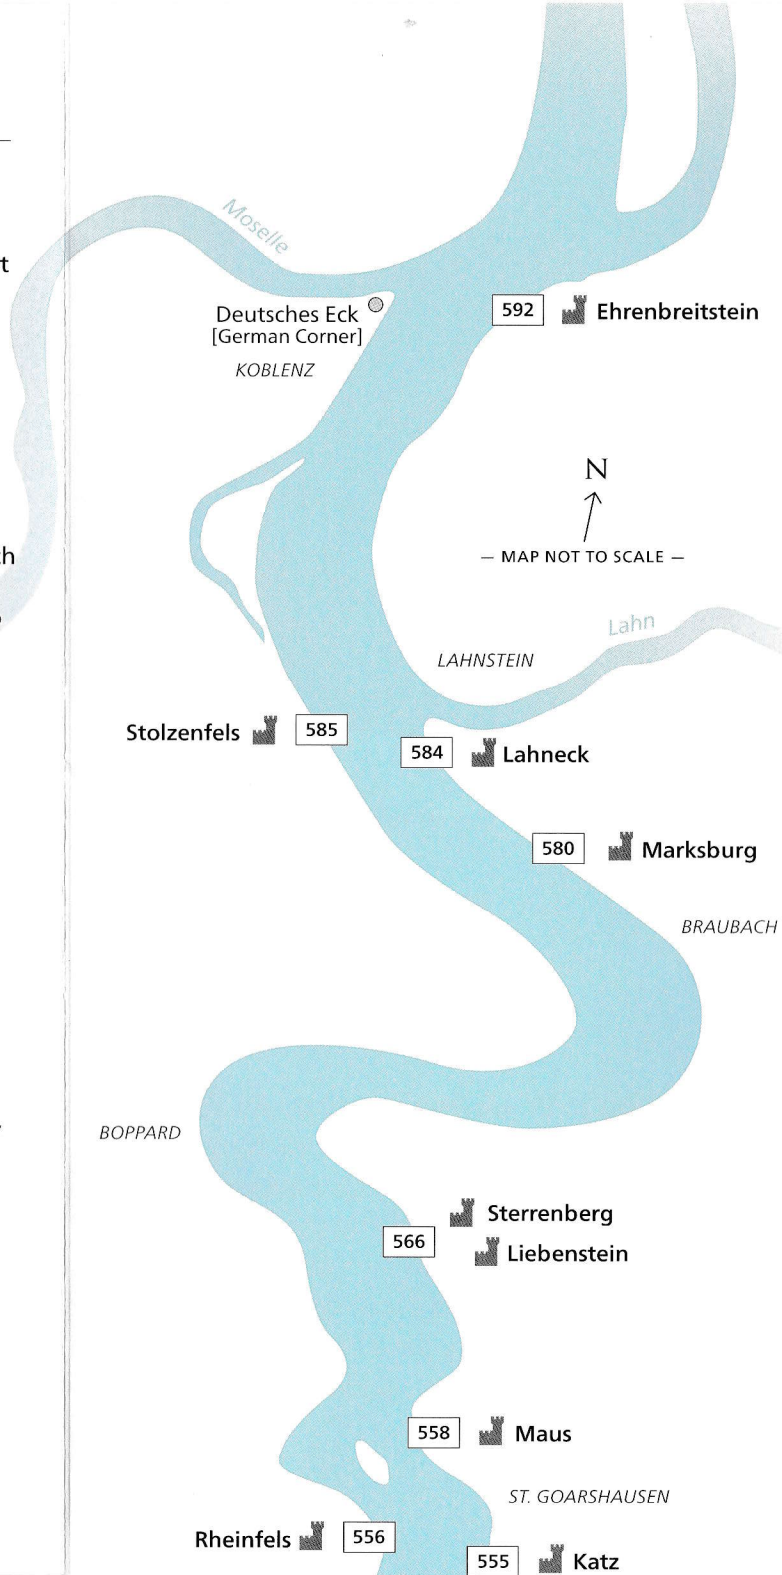 Moselle
t
Deutsches Eck
[German Corner]
KOBLENZ
592
Ehrenbreitstein
N
— MAP NOT TO SCALE —
Lahn
LAHNSTEIN
Stolzenfels
585
584
Lahneck
580
Marksburg
BRAUBACH
BOPPARD
Sterrenberg
566
Liebenstein
558
Maus
ST. GOARSHAUSEN
Rheinfels
556
555
Katz